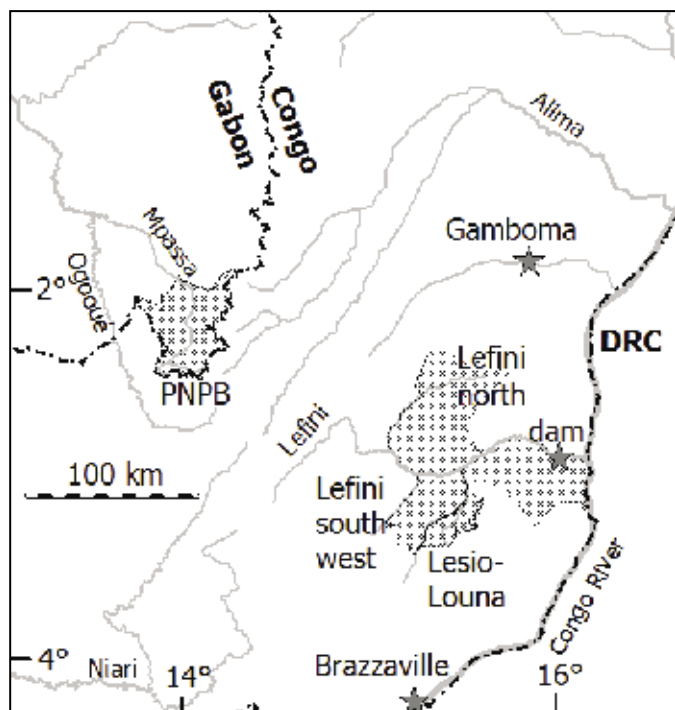 Gabon
Congo
Alima
Mpassa
Gamboma
Ogooué
2°
DRC
PNPB
Lefini
north
Lefini
dam
100 km
Lefini
south
west
Lesio-
Louna
Congo River
4°
Niari
14°
Brazzaville
16°